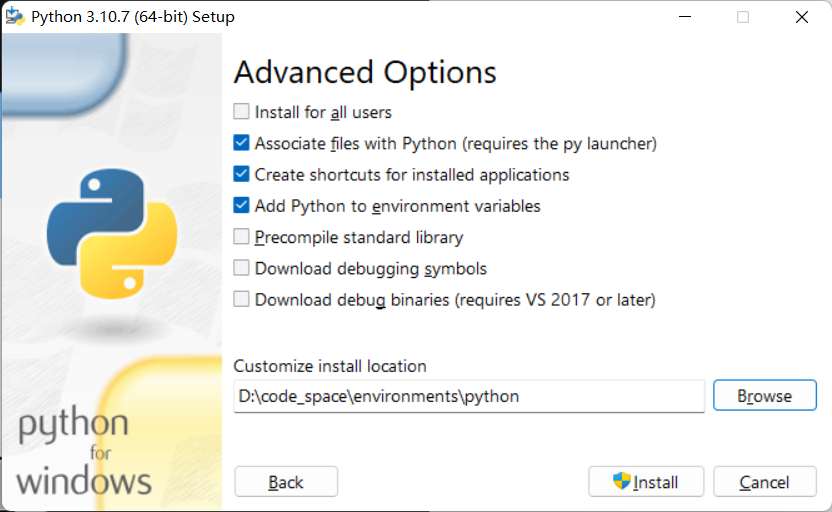 Python 3.10.7 (64-bit) Setup
Advanced Options
Install for all users
Associate files with Python (requires the py launcher)
Create shortcuts for installed applications
Add Python to environment variables
Precompile standard library
Download debugging symbols
Download debug binaries (requires VS 2017 or later)
Customize install location
D:\code_space\environments\python
Browse
python
for
windows
Back
Install
Cancel